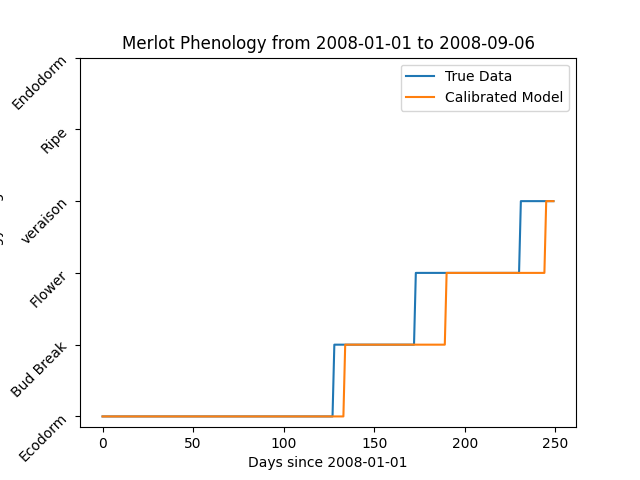 Merlot Phenology from 2008-01-01 to 2008-09-06
True Data
Calibrated Model
Endodorm
Ripe
veraison
Flower
Bud Break
Ecodorm
0 50 100 150 200 250
Days since 2008-01-01